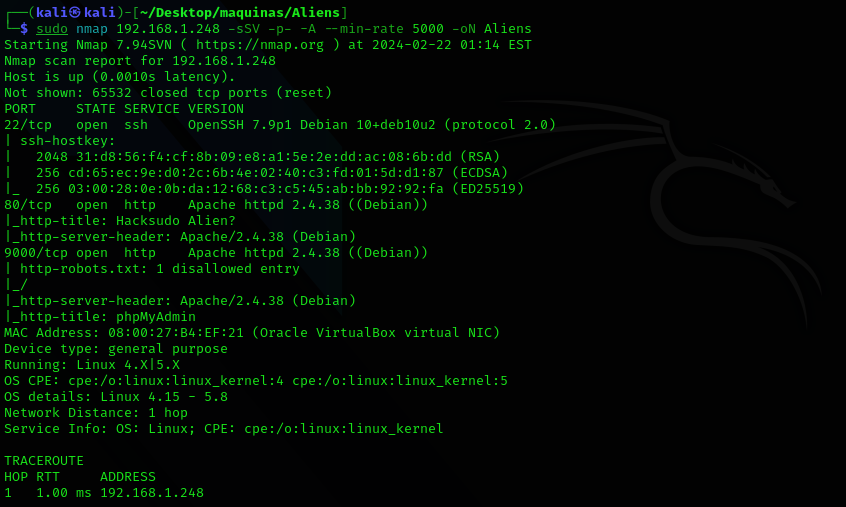 ┌──(kali㉿kali)-[~/Desktop/maquinas/Aliens]
└─$ sudo nmap 192.168.1.248 -sSV -p- -A --min-rate 5000 -oN Aliens
Starting Nmap 7.94SVN ( https://nmap.org ) at 2024-02-22 01:14 EST
Nmap scan report for 192.168.1.248
Host is up (0.0010s latency).
Not shown: 65532 closed tcp ports (reset)
PORT     STATE SERVICE VERSION
22/tcp   open  ssh     OpenSSH 7.9p1 Debian 10+deb10u2 (protocol 2.0)
| ssh-hostkey:
|   2048 31:d8:56:f4:cf:8b:09:e8:a1:5e:2e:dd:ac:08:6b:dd (RSA)
|   256 cd:65:ec:9e:d0:2c:6b:4e:02:40:c3:fd:01:5d:d1:87 (ECDSA)
|_  256 03:00:28:0e:0b:da:12:68:c3:c5:45:ab:bb:92:92:fa (ED25519)
80/tcp   open  http    Apache httpd 2.4.38 ((Debian))
|_http-title: Hacksudo Alien?
|_http-server-header: Apache/2.4.38 (Debian)
9000/tcp open  http    Apache httpd 2.4.38 ((Debian))
| http-robots.txt: 1 disallowed entry
|_/
|_http-server-header: Apache/2.4.38 (Debian)
|_http-title: phpMyAdmin
MAC Address: 08:00:27:B4:EF:21 (Oracle VirtualBox virtual NIC)
Device type: general purpose
Running: Linux 4.X|5.X
OS CPE: cpe:/o:linux:linux_kernel:4 cpe:/o:linux:linux_kernel:5
OS details: Linux 4.15 - 5.8
Network Distance: 1 hop
Service Info: OS: Linux; CPE: cpe:/o:linux:linux_kernel
TRACEROUTE
HOP RTT     ADDRESS
1   1.00 ms 192.168.1.248